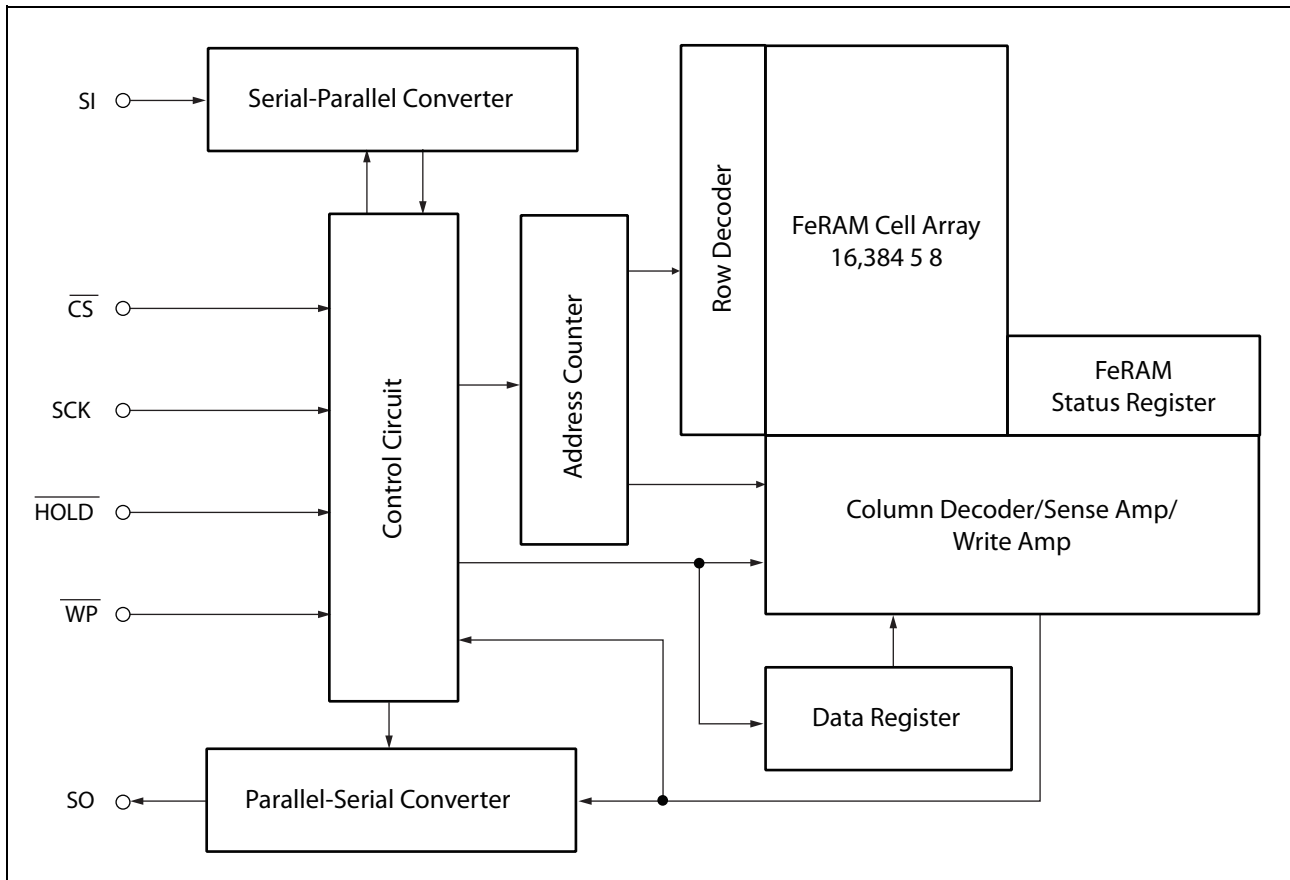 SI
Serial-Parallel Converter
CS
SCK
HOLD
WP
Control Circuit
Address Counter
Row Decoder
FeRAM Cell Array
16,384 5 8
FeRAM
Status Register
Column Decoder/Sense Amp/
Write Amp
Data Register
SO
Parallel-Serial Converter